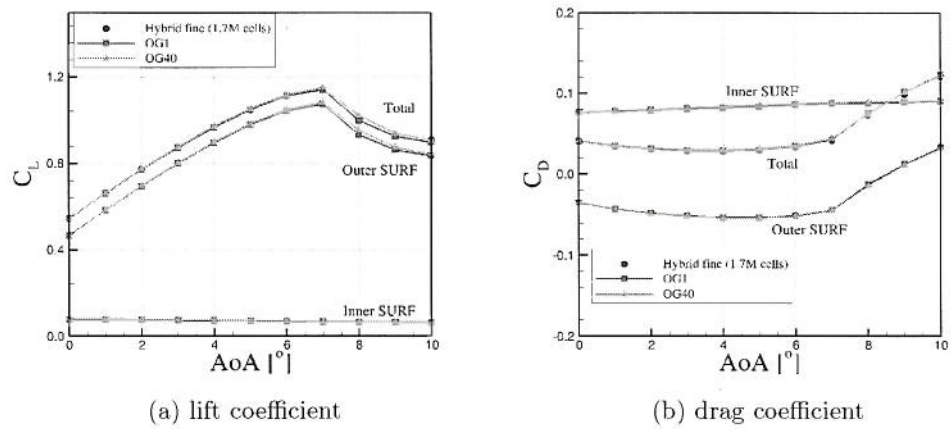 Hybrid fine (1.7M cells)
OG1
OG40
1.2
0.8
0.4
0.0
C_L
Total
Outer SURF
Inner SURF
0 2 4 6 8 10
AoA [°]
(a) lift coefficient
0.2
0.1
0.0
-0.1
-0.2
C_D
Inner SURF
Total
Outer SURF
Hybrid fine (1.7M cells)
OG1
OG40
0 2 4 6 8 10
AoA [°]
(b) drag coefficient